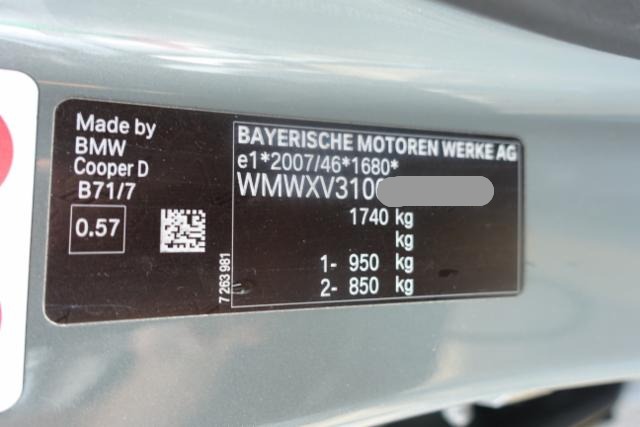 Made by
BMW
Cooper D
B71/7
0.57
7 263 981
BAYERISCHE MOTOREN WERKE AG
e1*2007/46*1680*
WMWXV310
1740 kg
kg
1- 950 kg
2- 850 kg